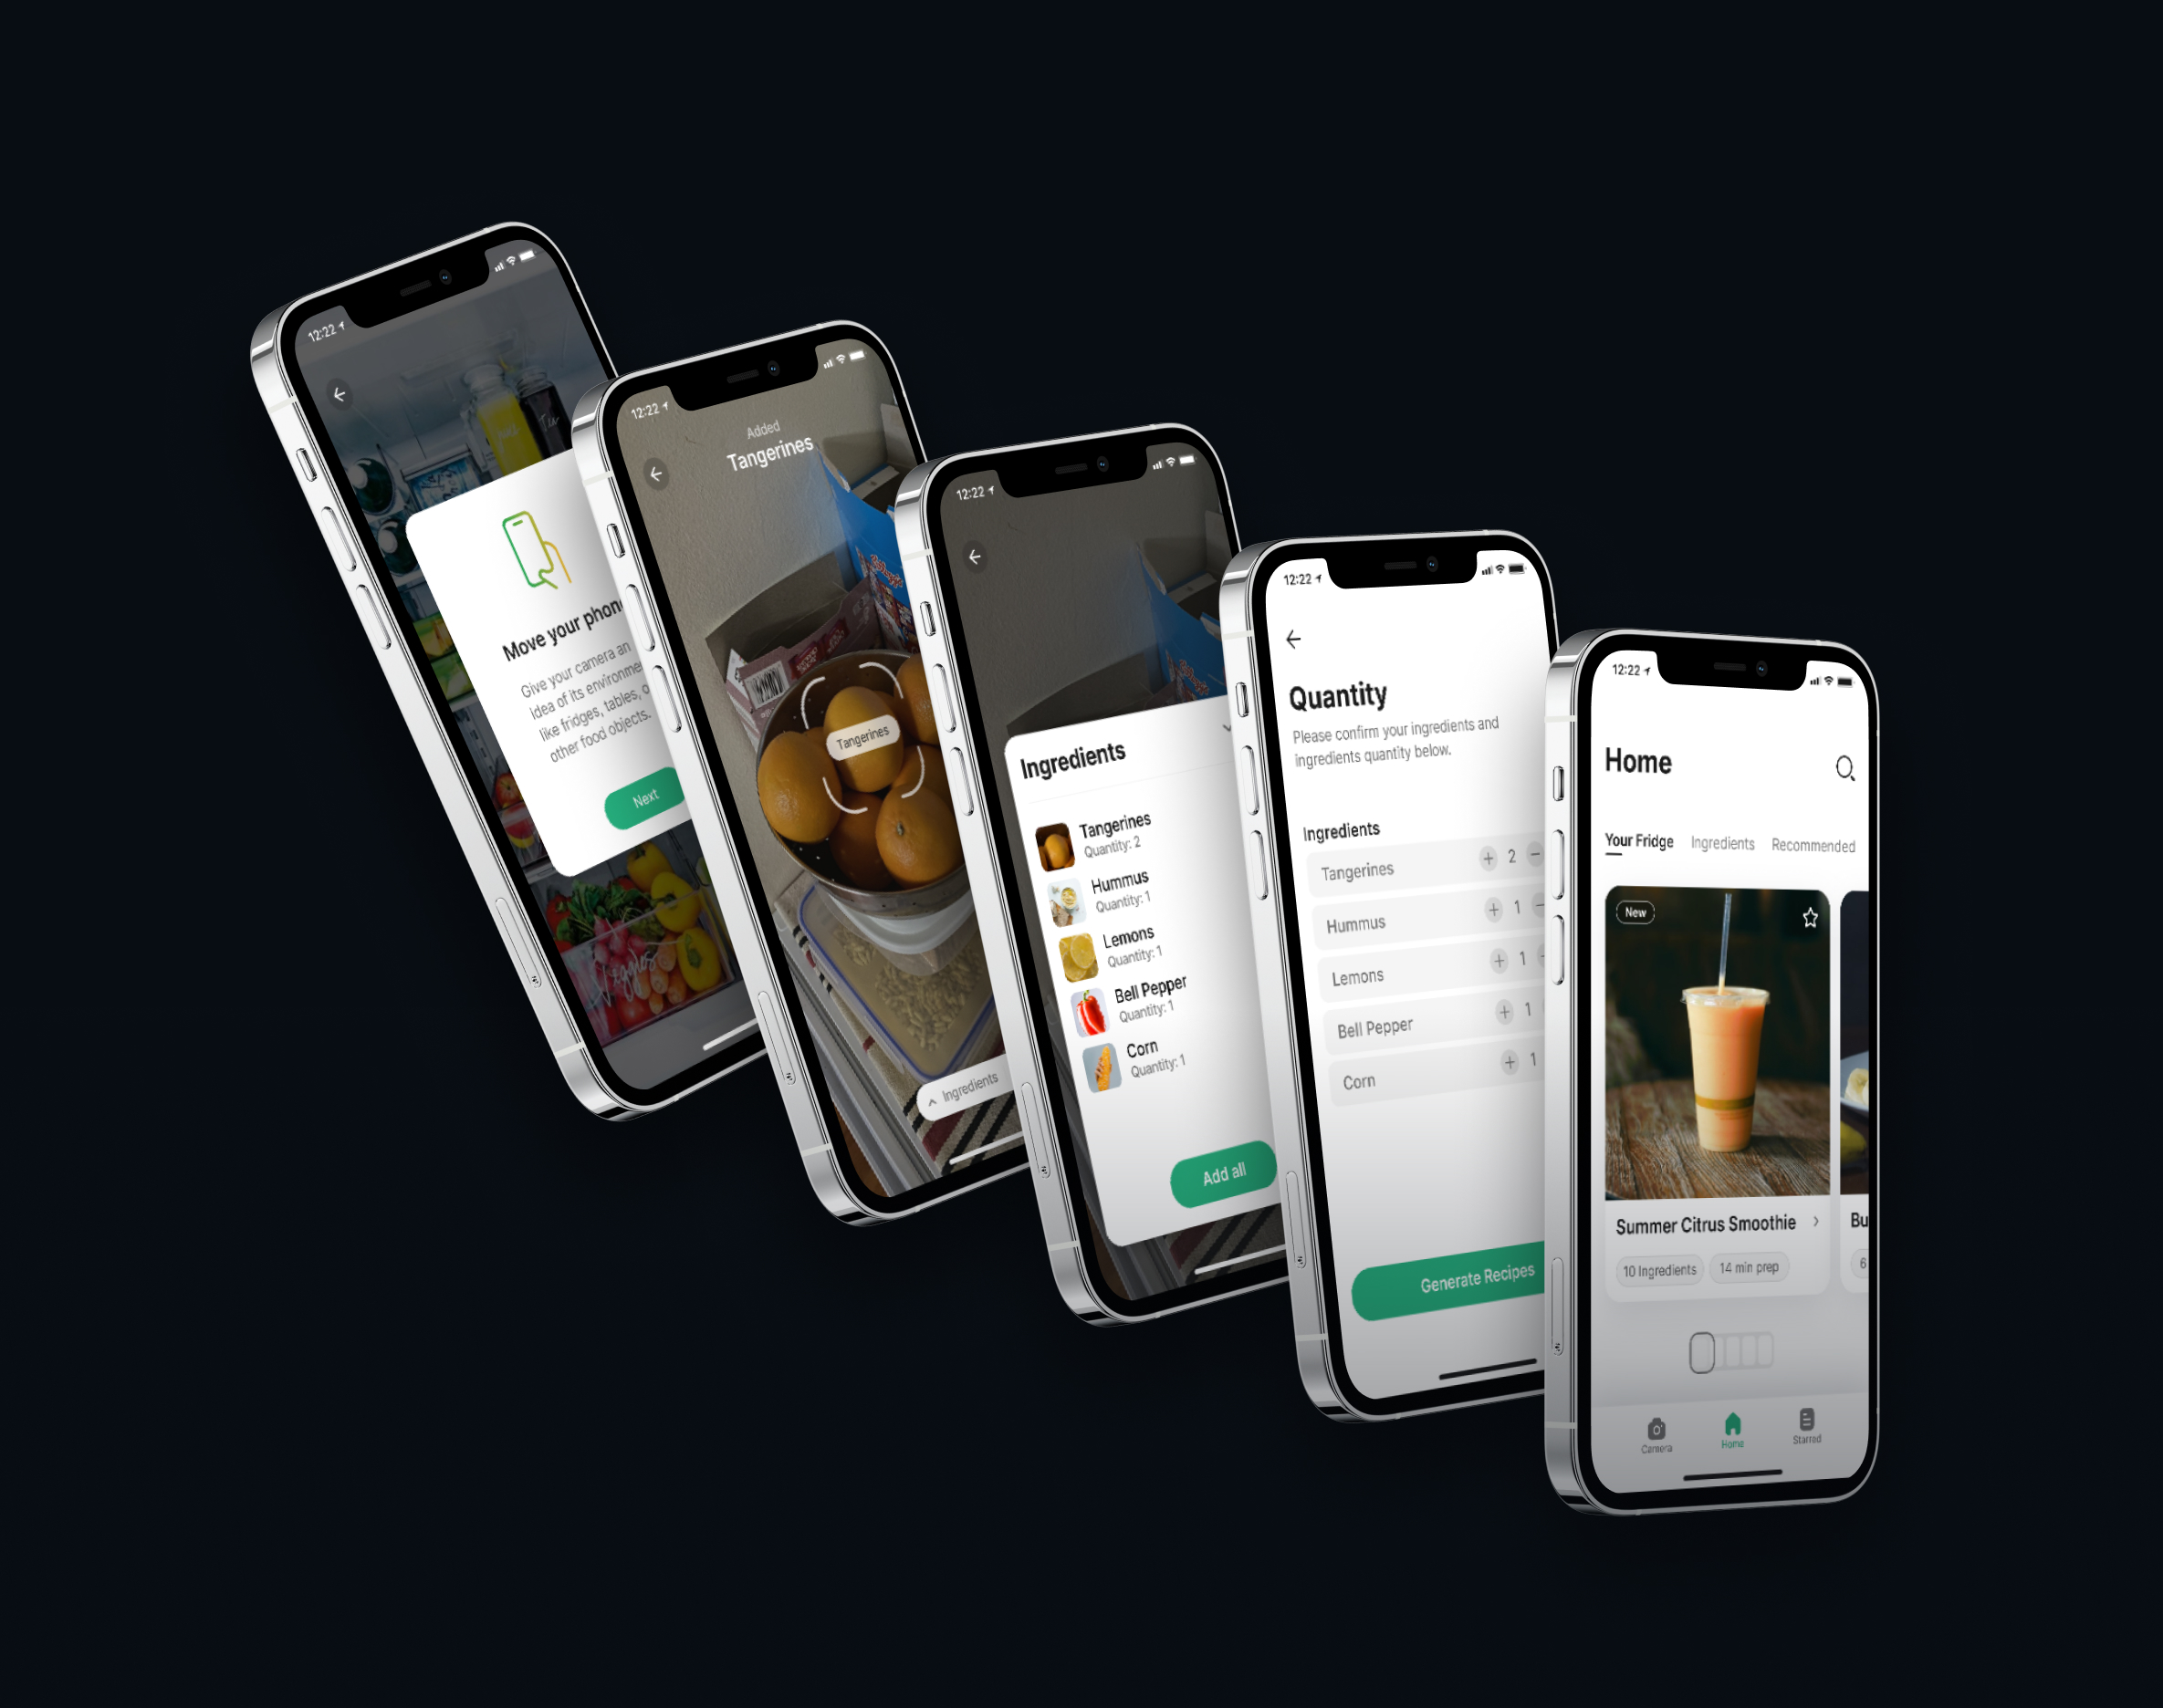 12:22
Move your phon
Give your camera an
idea of its environme
like fridges, tables, o
other food objects.
Next
Veggies
12:22
Added
Tangerines
Kellogg's
Tangerines
Ingredients
12:22
Ingredients
Tangerines
Quantity: 2
Hummus
Quantity: 1
Lemons
Quantity: 1
Bell Pepper
Quantity: 1
Corn
Quantity: 1
Add all
12:22
Quantity
Please confirm your ingredients and
ingredients quantity below.
Ingredients
Tangerines + 2 −
Hummus + 1 −
Lemons + 1
Bell Pepper + 1
Corn + 1
Generate Recipes
12:22
Home
Your Fridge Ingredients Recommended
New
Summer Citrus Smoothie
10 Ingredients 14 min prep
Bu
6
Camera Home Starred